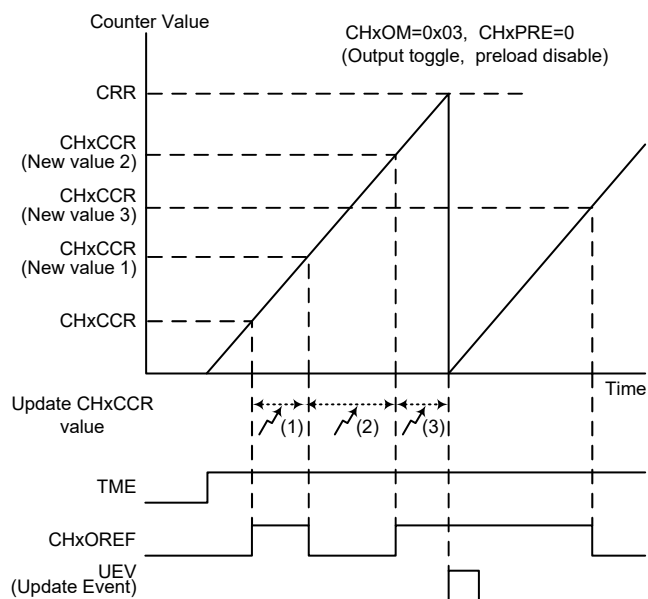 Counter Value
CHxOM=0x03, CHxPRE=0
(Output toggle, preload disable)
CRR
CHxCCR
(New value 2)
CHxCCR
(New value 3)
CHxCCR
(New value 1)
CHxCCR
Time
Update CHxCCR
value
(1)
(2)
(3)
TME
CHxOREF
UEV
(Update Event)